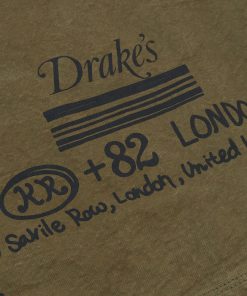 Drake's
KR +82 LONDO
Savile Row, London, United